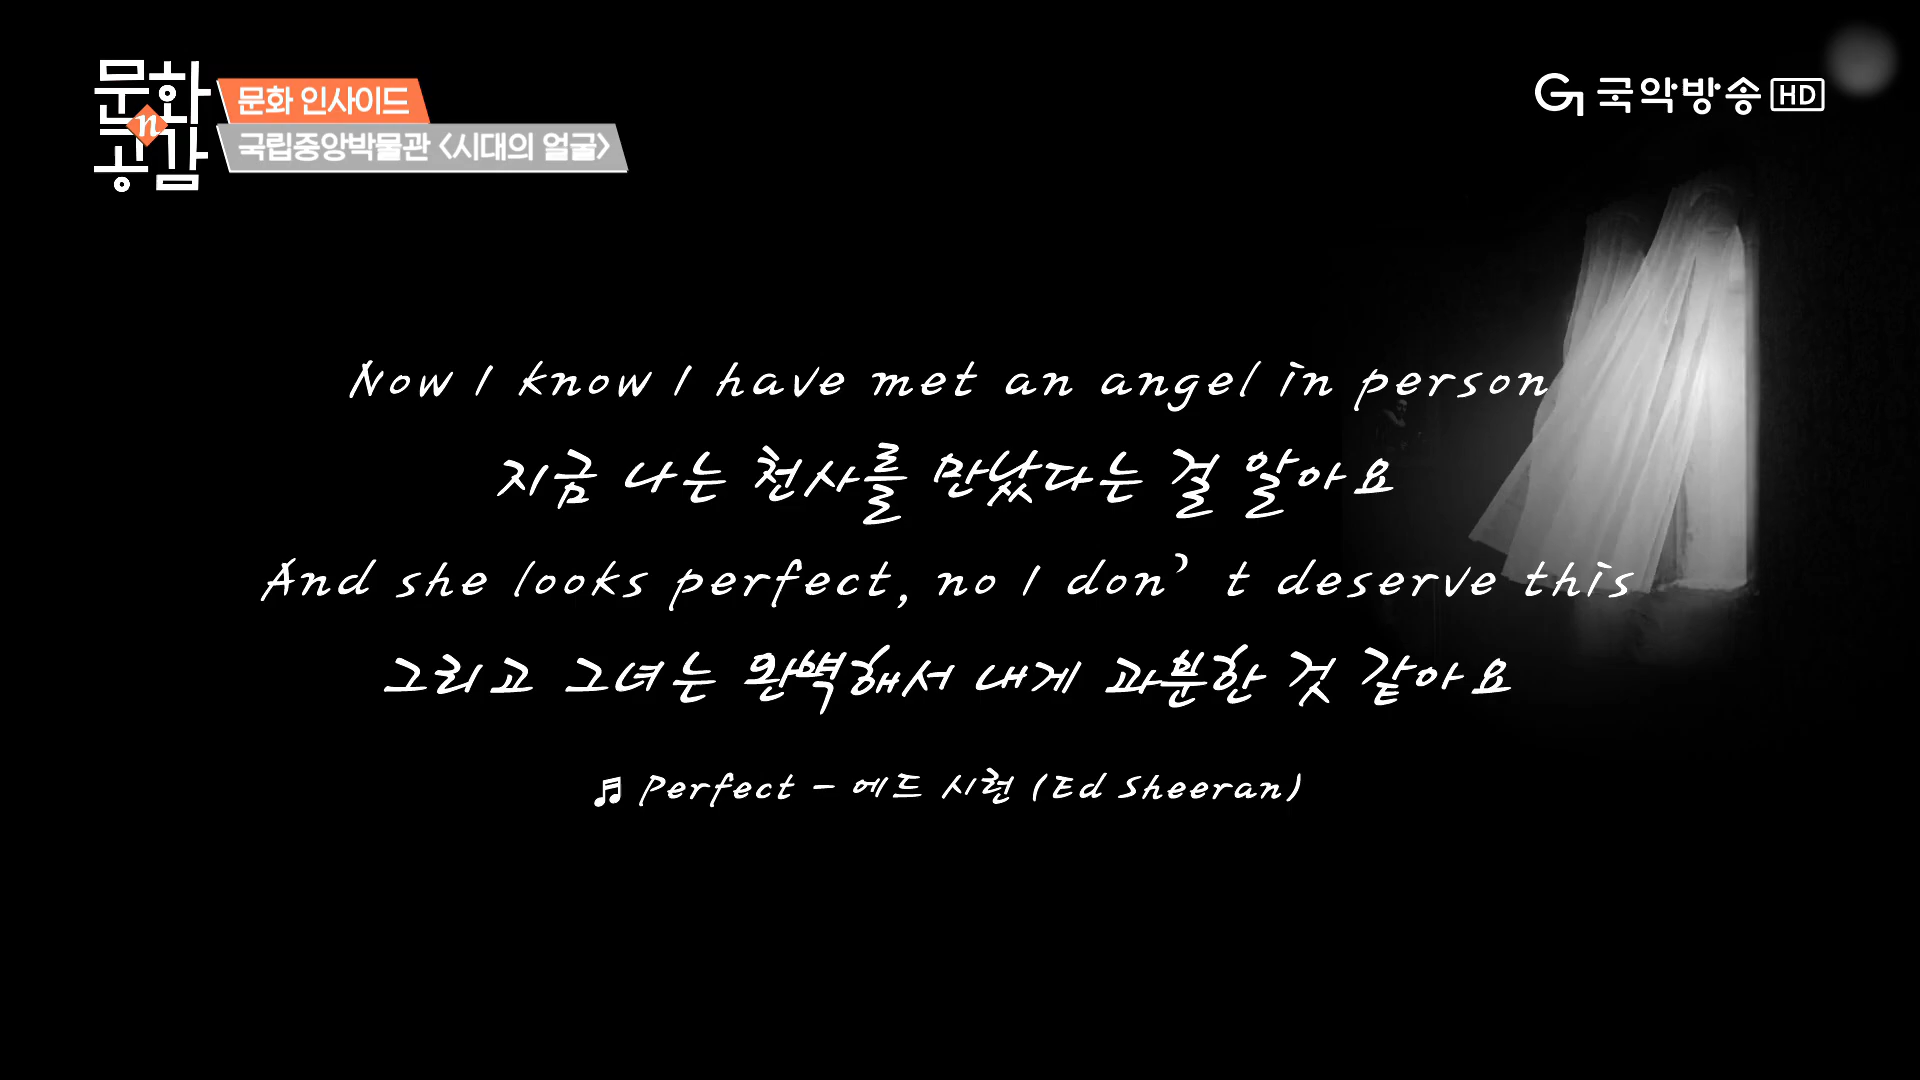 문화
n
공감
문화 인사이드
국립중앙박물관 <시대의 얼굴>
국악방송 HD
Now I know I have met an angel in person
지금 나는 천사를 만났다는 걸 알아요
And she looks perfect, no I don't deserve this
그리고 그녀는 완벽해서 내게 과분한 것 같아요
♬ Perfect - 에드 시런 (Ed Sheeran)